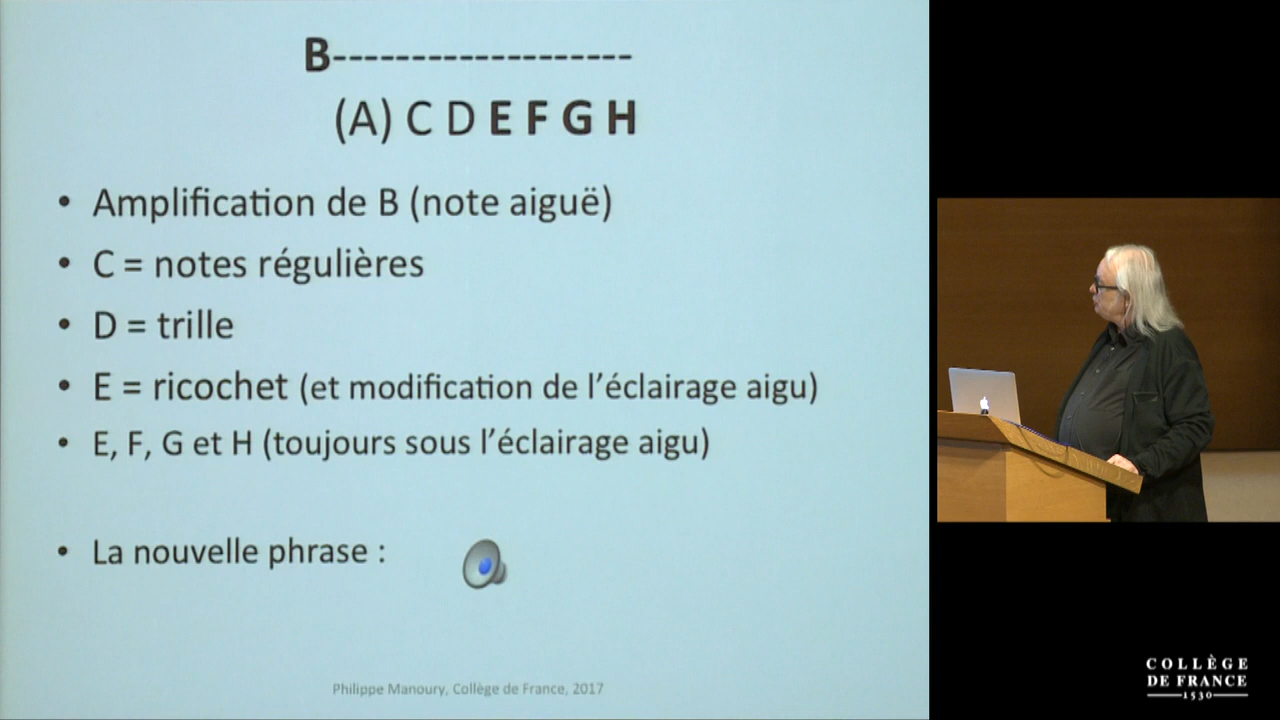 B-------------------
(A) C D E F G H
• Amplification de B (note aiguë)
• C = notes régulières
• D = trille
• E = ricochet (et modification de l’éclairage aigu)
• E, F, G et H (toujours sous l’éclairage aigu)
• La nouvelle phrase :
Philippe Manoury, Collège de France, 2017
COLLÈGE
DE FRANCE
1530